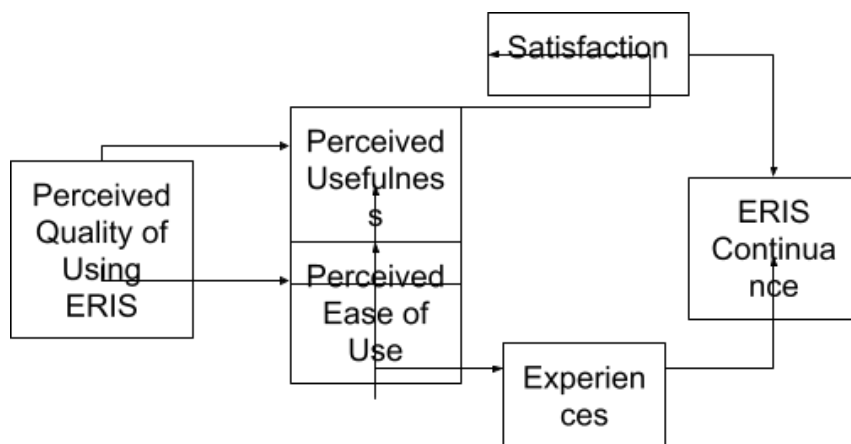 Satisfaction
Perceived
Usefulnes
s
Perceived
Quality of
Using
ERIS
ERIS
Continua
nce
Perceived
Ease of
Use
Experien
ces